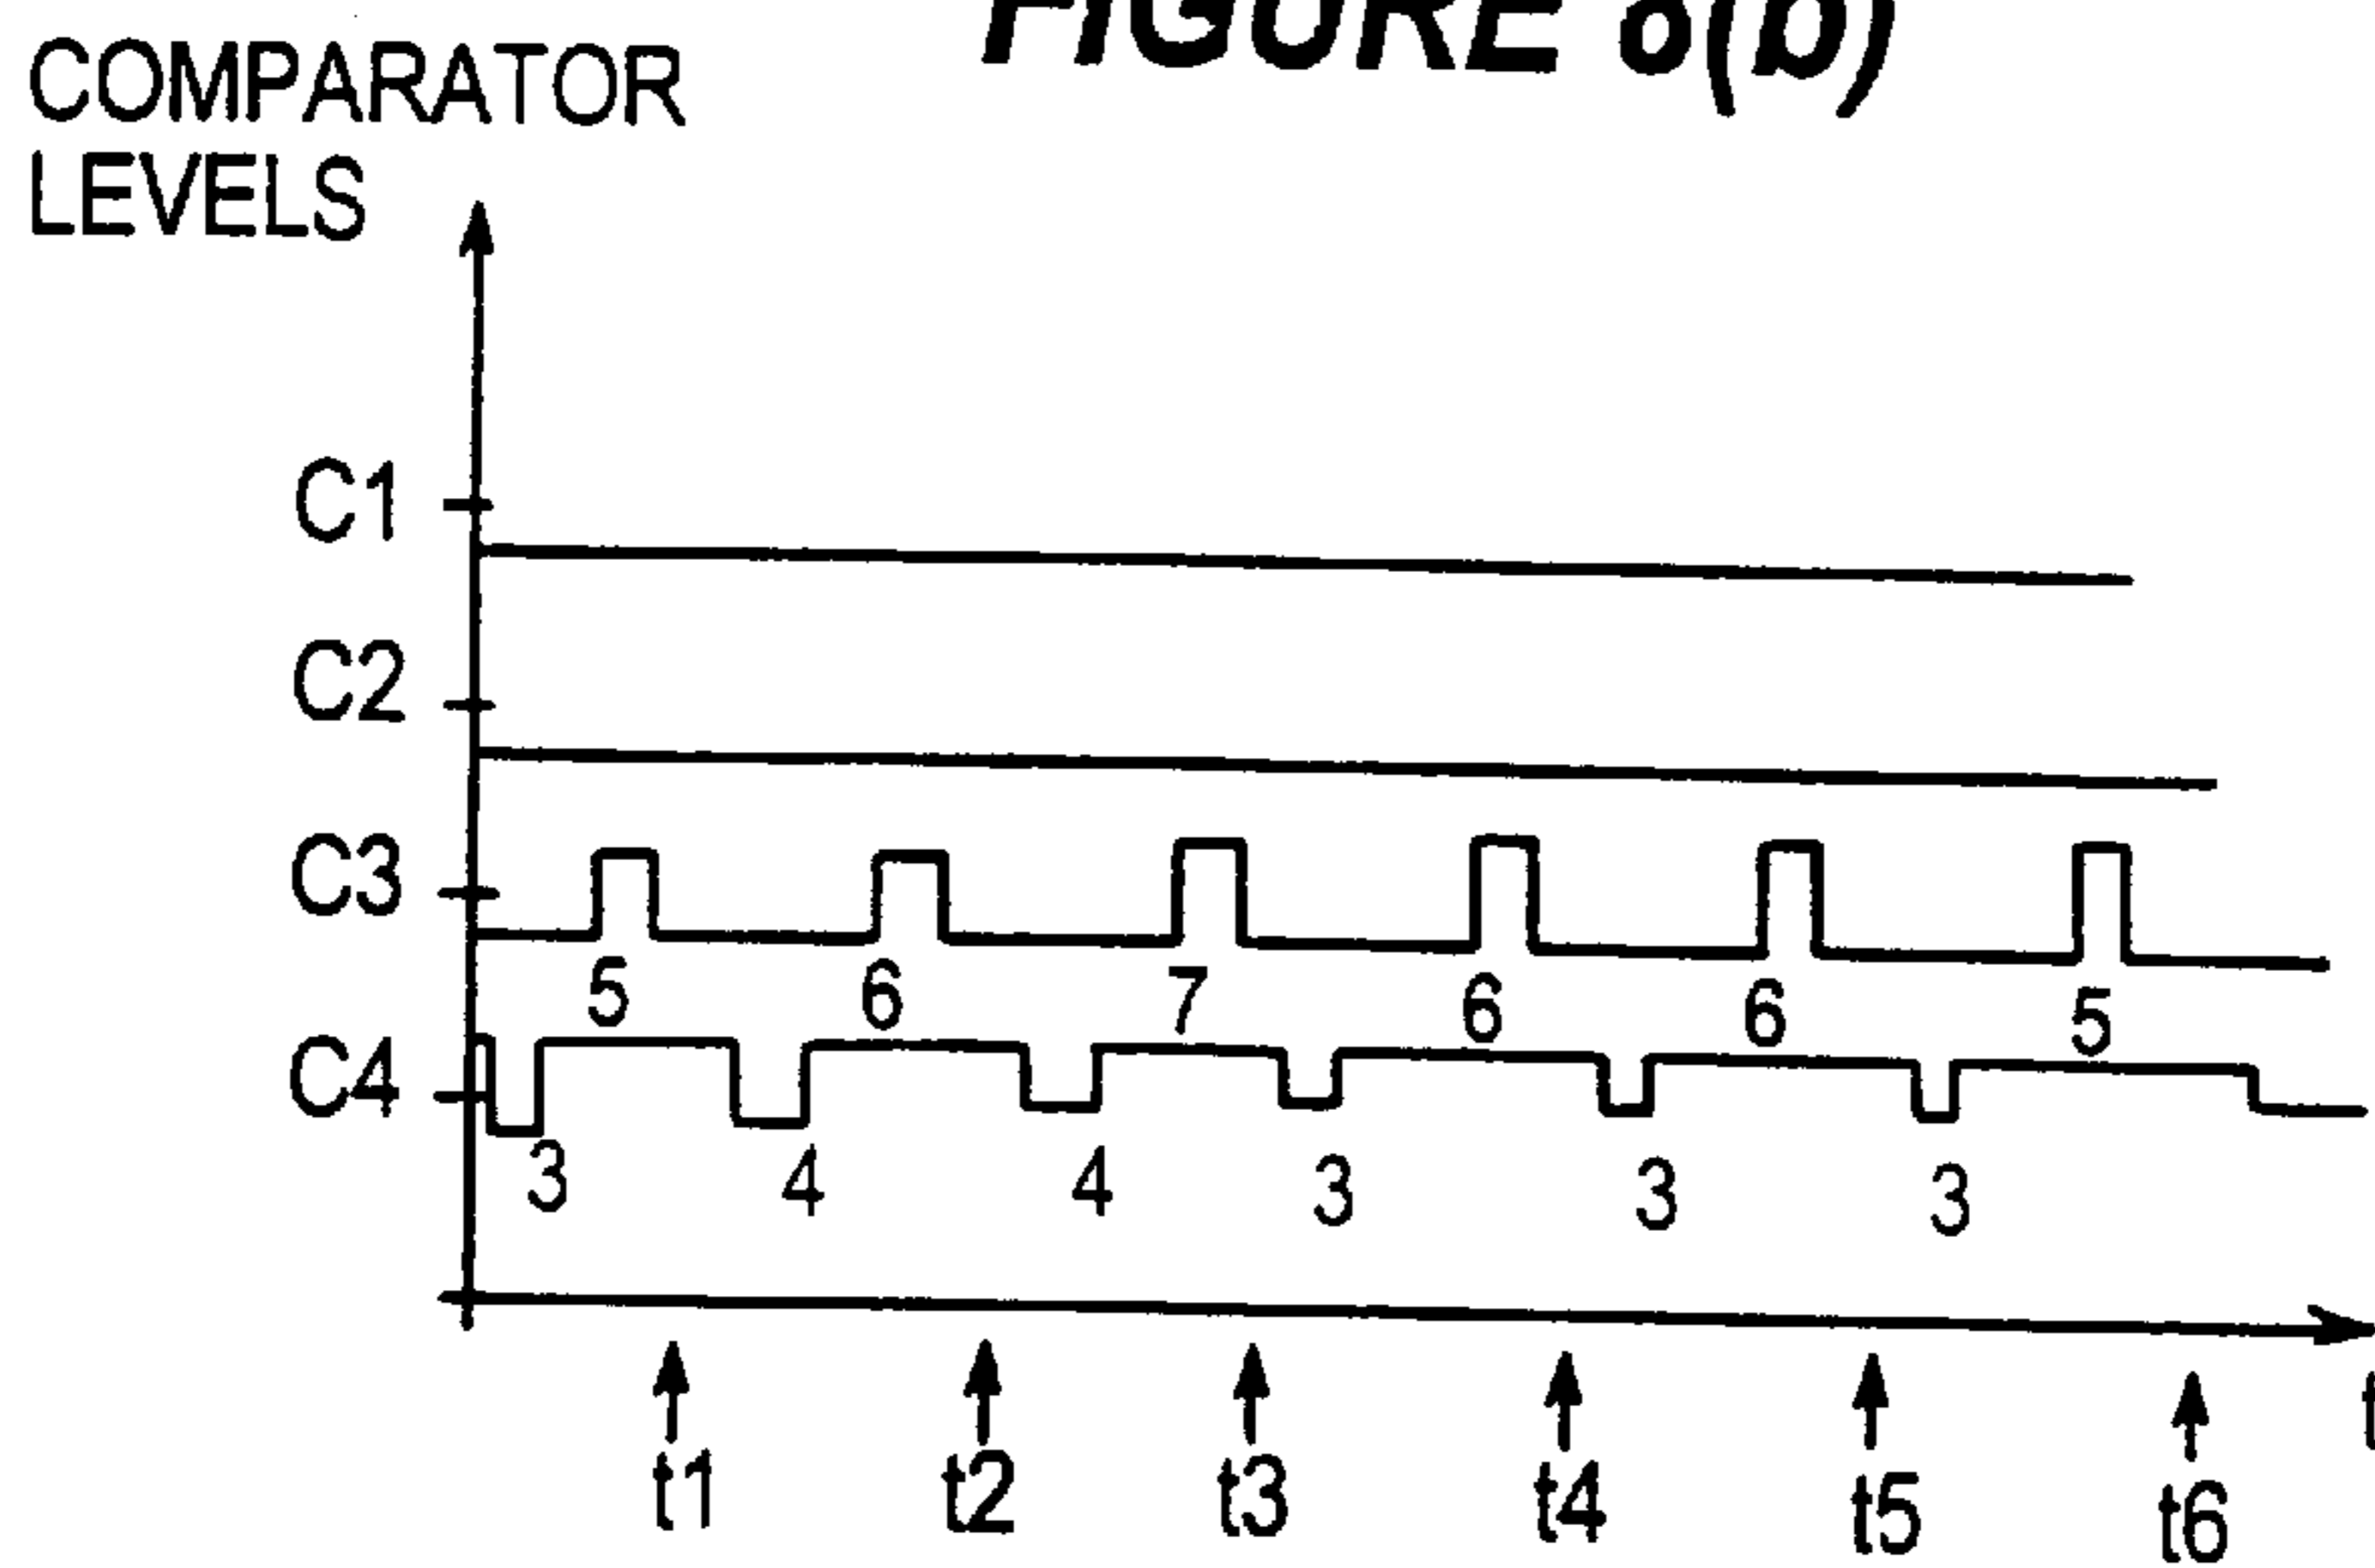 FIGURE 8(b)
COMPARATOR
LEVELS
C1
C2
C3
5 6 7 6 6 5
C4
3 4 4 3 3 3
t1 t2 t3 t4 t5 t6